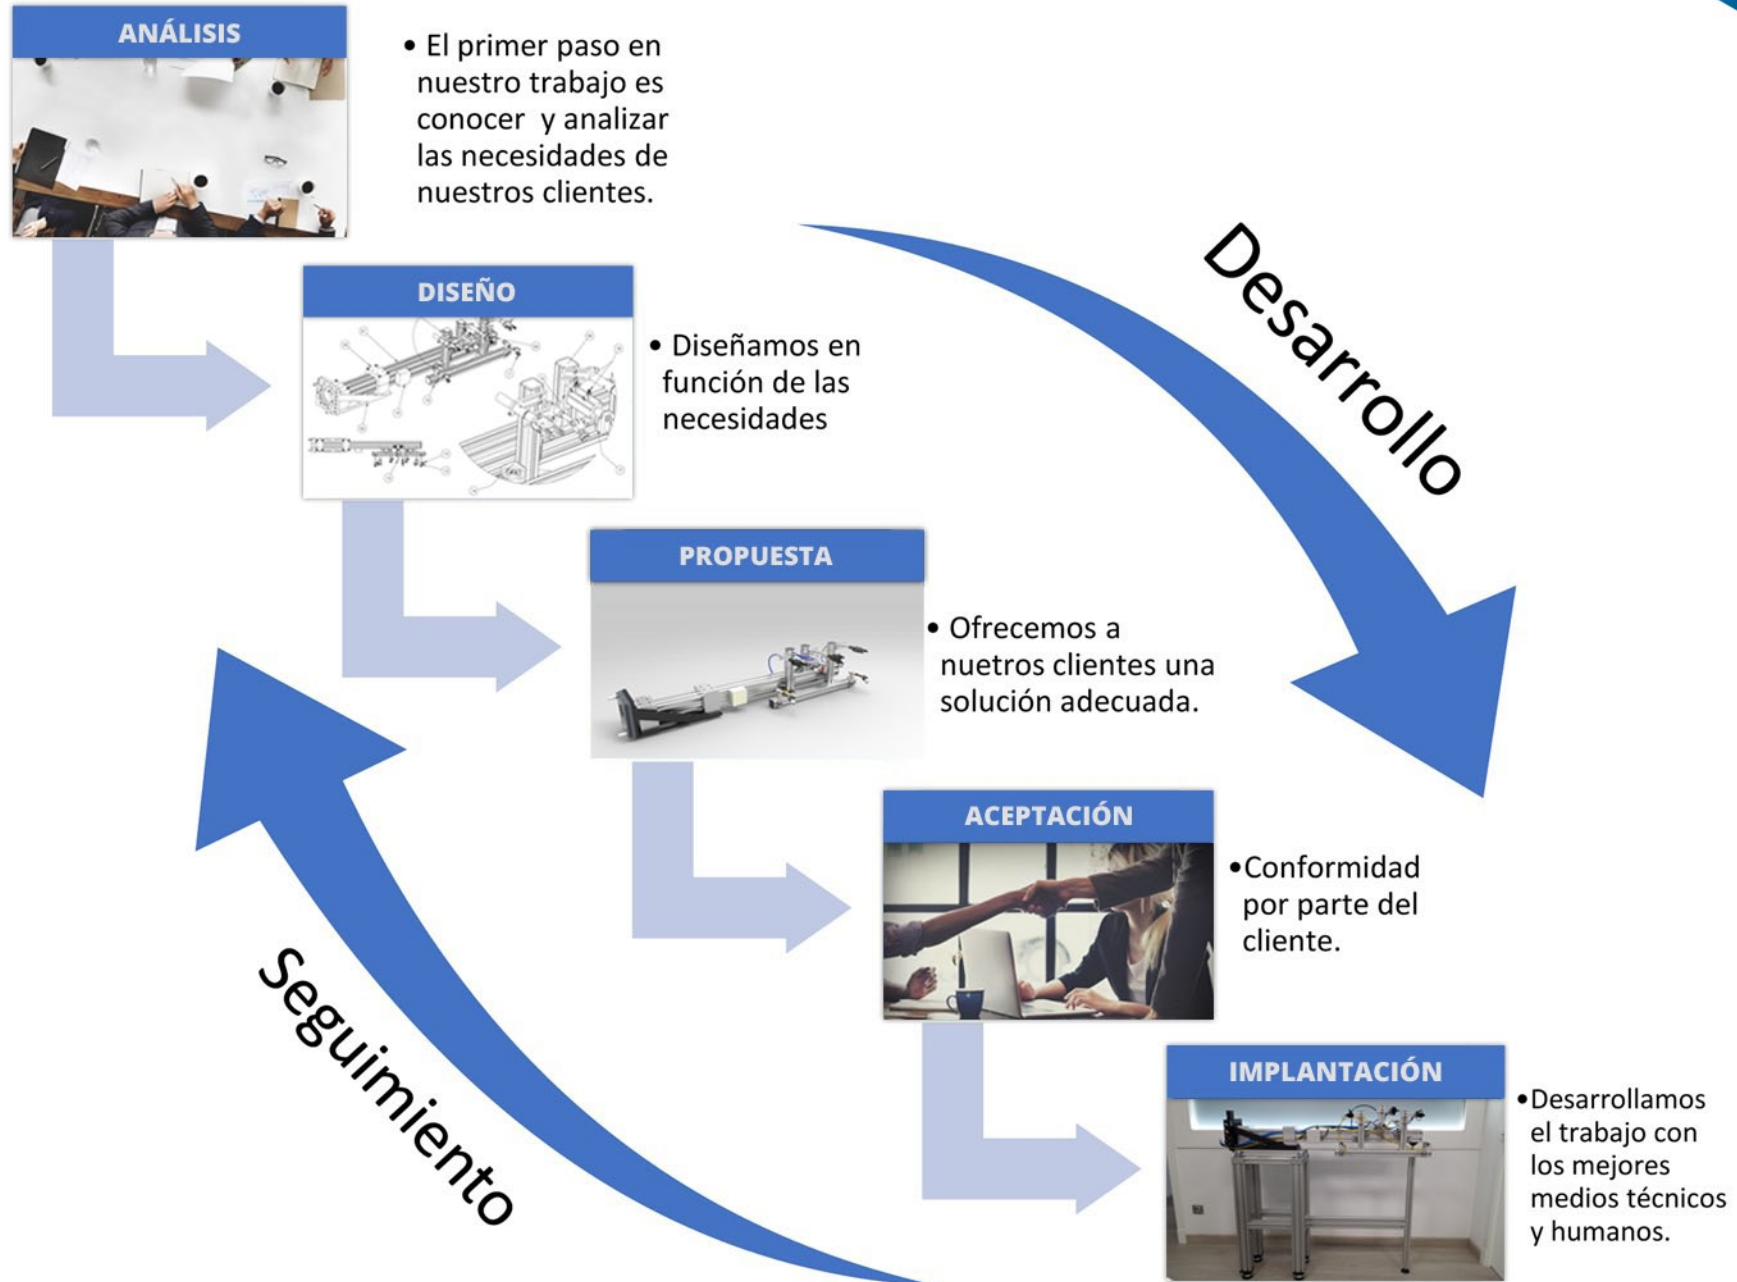 ANÁLISIS
• El primer paso en
nuestro trabajo es
conocer y analizar
las necesidades de
nuestros clientes.
Desarrollo
DISEÑO
• Diseñamos en
función de las
necesidades
PROPUESTA
• Ofrecemos a
nuetros clientes una
solución adecuada.
ACEPTACIÓN
•Conformidad
por parte del
cliente.
Seguimiento
IMPLANTACIÓN
•Desarrollamos
el trabajo con
los mejores
medios técnicos
y humanos.